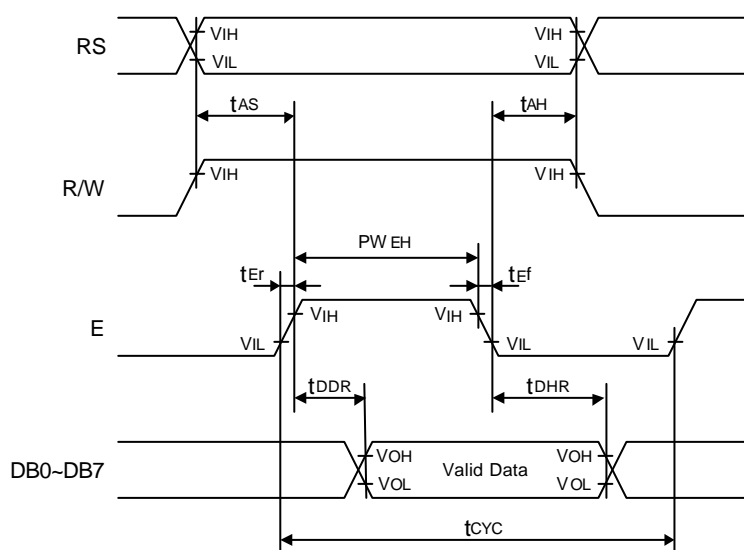 RS
VIH
VIH
VIL
VIL
tAS
tAH
R/W
VIH
VIH
PWEH
tEr
tEf
E
VIH
VIH
VIL
VIL
VIL
tDDR
tDHR
DB0~DB7
VOH
Valid Data
VOH
VOL
VOL
tCYC